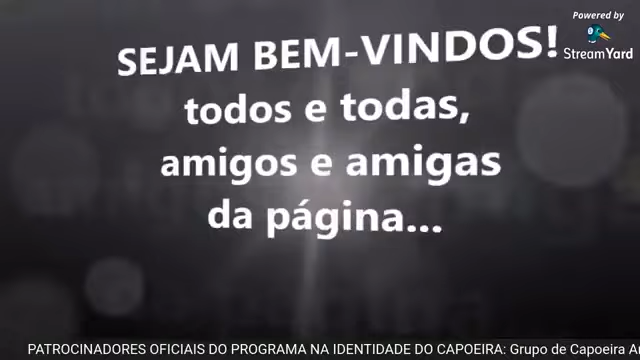 Powered by
StreamYard
SEJAM BEM-VINDOS!
todos e todas,
amigos e amigas
da página...
PATROCINADORES OFICIAIS DO PROGRAMA NA IDENTIDADE DO CAPOEIRA: Grupo de Capoeira